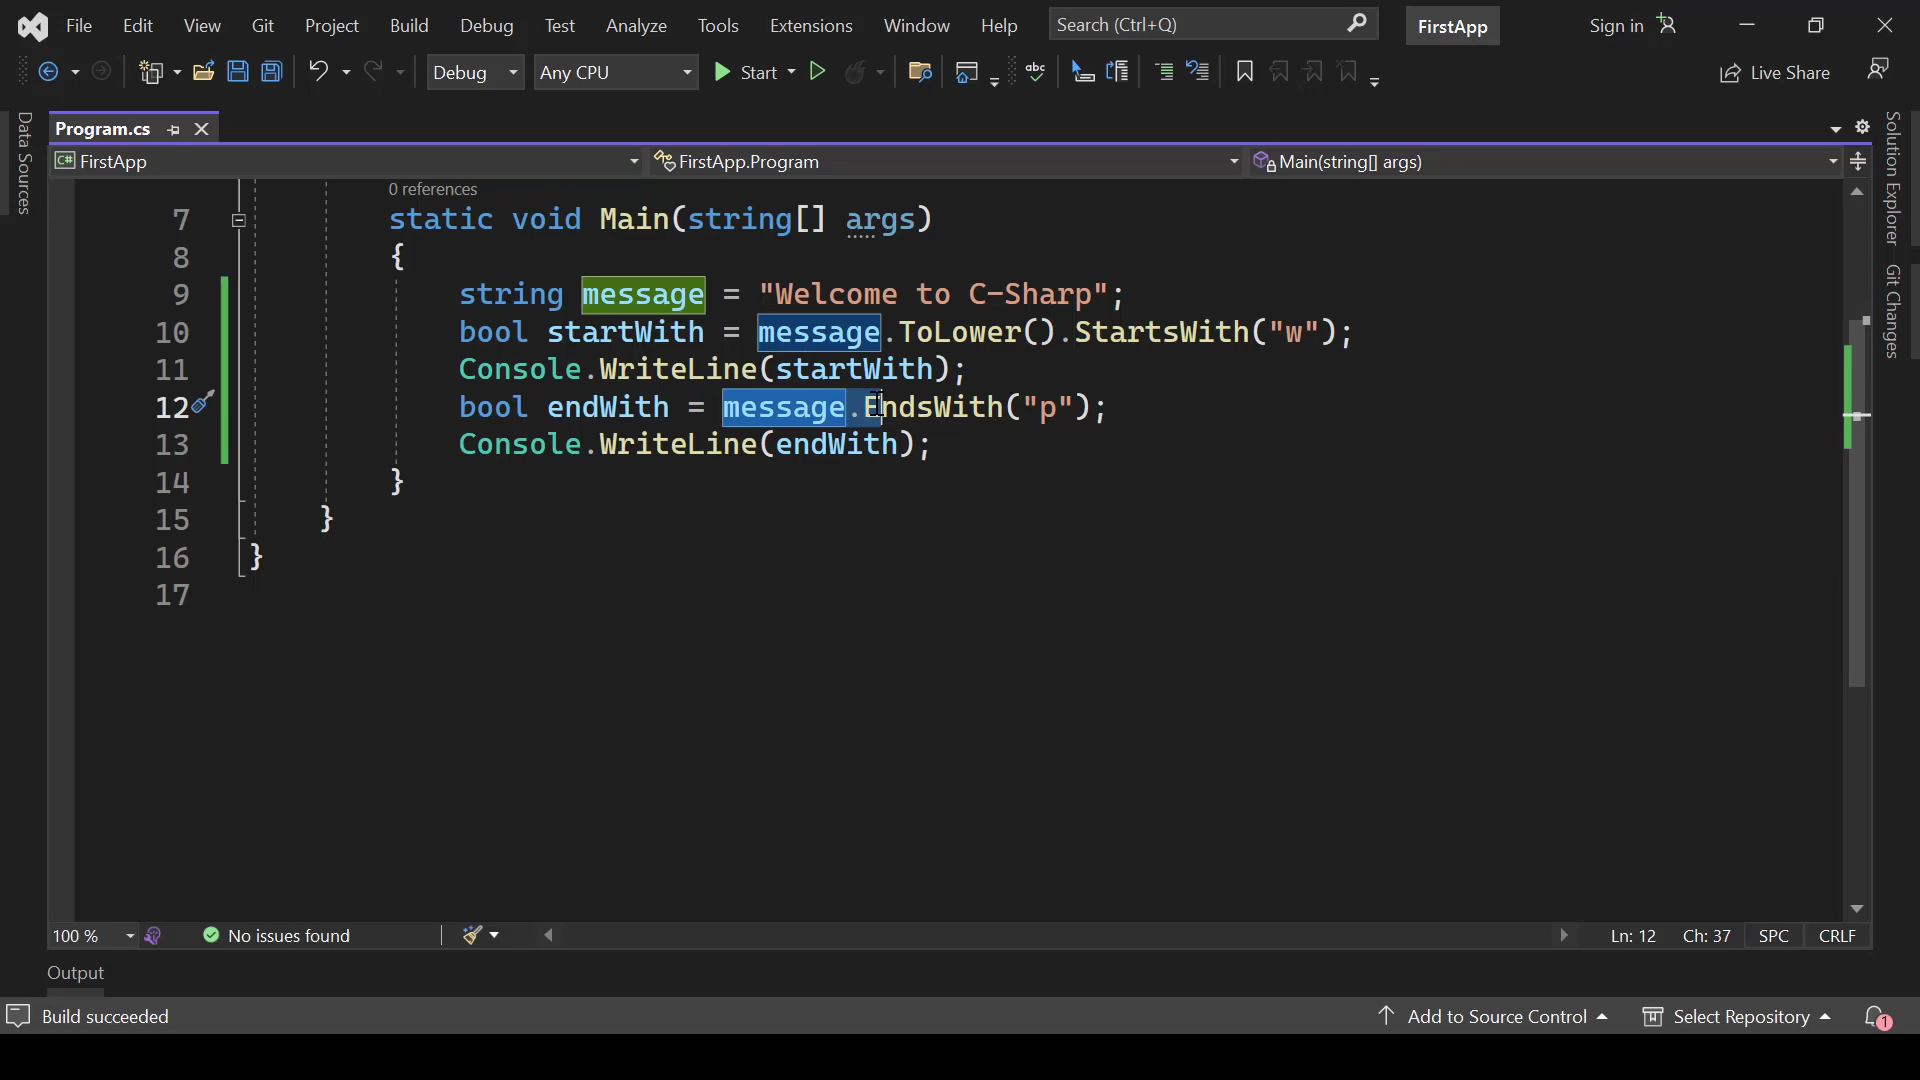 File Edit View Git Project Build Debug Test Analyze Tools Extensions Window Help Search (Ctrl+Q) FirstApp Sign in
Debug Any CPU Start abc Live Share
Data Sources
Program.cs
C# FirstApp FirstApp.Program Main(string[] args)
0 references
7 static void Main(string[] args)
8 {
9 string message = "Welcome to C-Sharp";
10 bool startWith = message.ToLower().StartsWith("w");
11 Console.WriteLine(startWith);
12 bool endWith = message.EndsWith("p");
13 Console.WriteLine(endWith);
14 }
15 }
16 }
17
Solution Explorer
Git Changes
100 % No issues found Ln: 12 Ch: 37 SPC CRLF
Output
Build succeeded Add to Source Control Select Repository 1